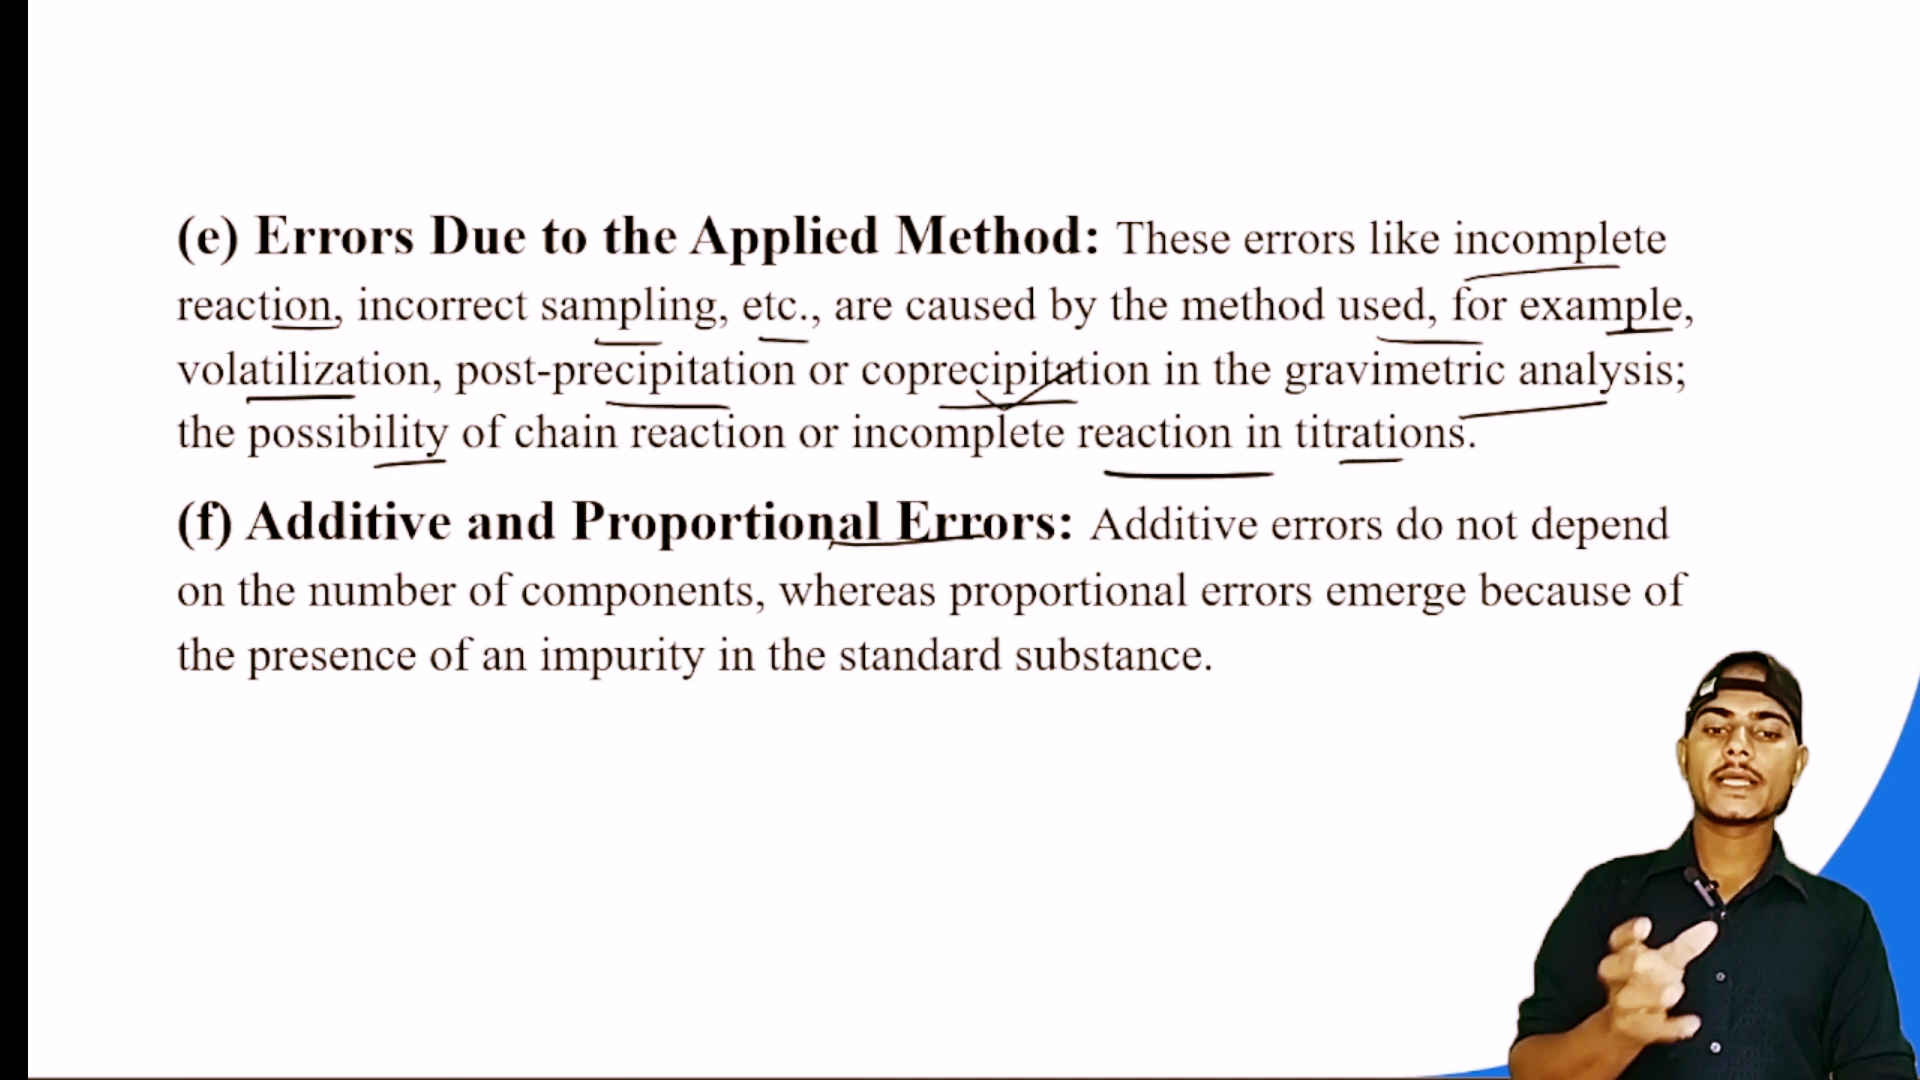 (e) Errors Due to the Applied Method: These errors like incomplete
reaction, incorrect sampling, etc., are caused by the method used, for example,
volatilization, post-precipitation or coprecipitation in the gravimetric analysis;
the possibility of chain reaction or incomplete reaction in titrations.
(f) Additive and Proportional Errors: Additive errors do not depend
on the number of components, whereas proportional errors emerge because of
the presence of an impurity in the standard substance.